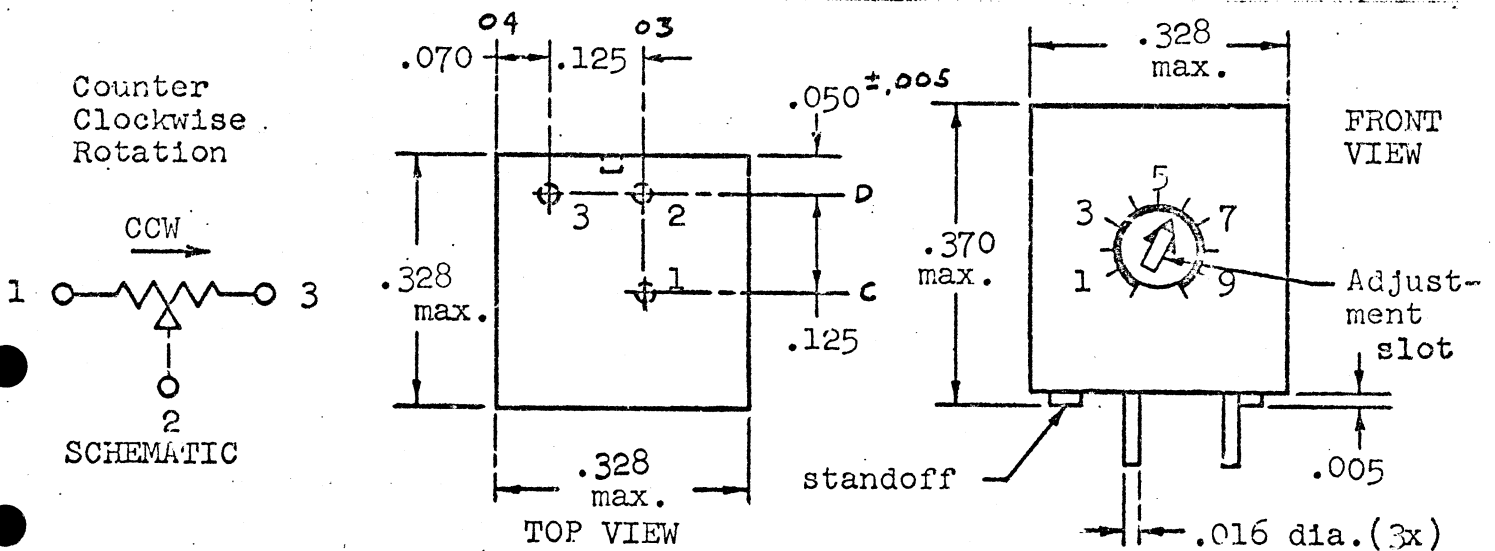 Counter
Clockwise
Rotation
CCW
1
3
2
SCHEMATIC
04
03
.070
.125
.050 ±.005
3
2
1
D
C
.328
max.
.125
.328
max.
TOP VIEW
.328
max.
FRONT
VIEW
.370
max.
1
3
5
7
9
Adjust-
ment
slot
standoff
.005
.016 dia.(3x)